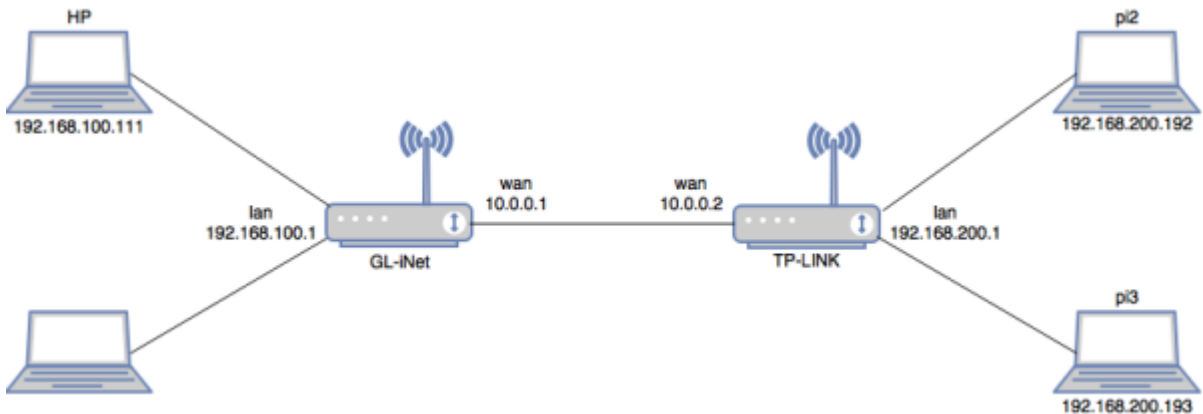 HP
192.168.100.111
lan
192.168.100.1
GL-iNet
wan
10.0.0.1
wan
10.0.0.2
TP-LINK
lan
192.168.200.1
pi2
192.168.200.192
pi3
192.168.200.193